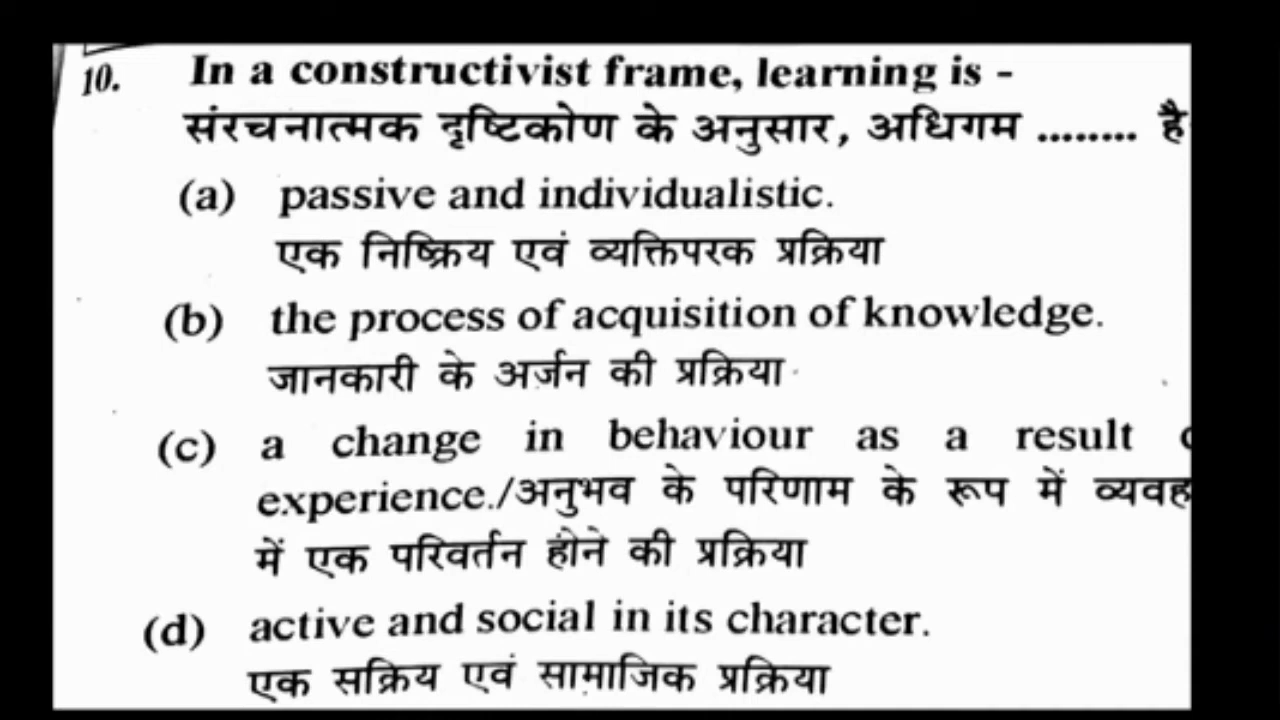 10. In a constructivist frame, learning is -
संरचनात्मक दृष्टिकोण के अनुसार, अधिगम ........ है
(a) passive and individualistic.
एक निष्क्रिय एवं व्यक्तिपरक प्रक्रिया
(b) the process of acquisition of knowledge.
जानकारी के अर्जन की प्रक्रिया
(c) a change in behaviour as a result
experience./अनुभव के परिणाम के रूप में
में एक परिवर्तन होने की प्रक्रिया
(d) active and social in its character.
एक सक्रिय एवं सामाजिक प्रक्रिया